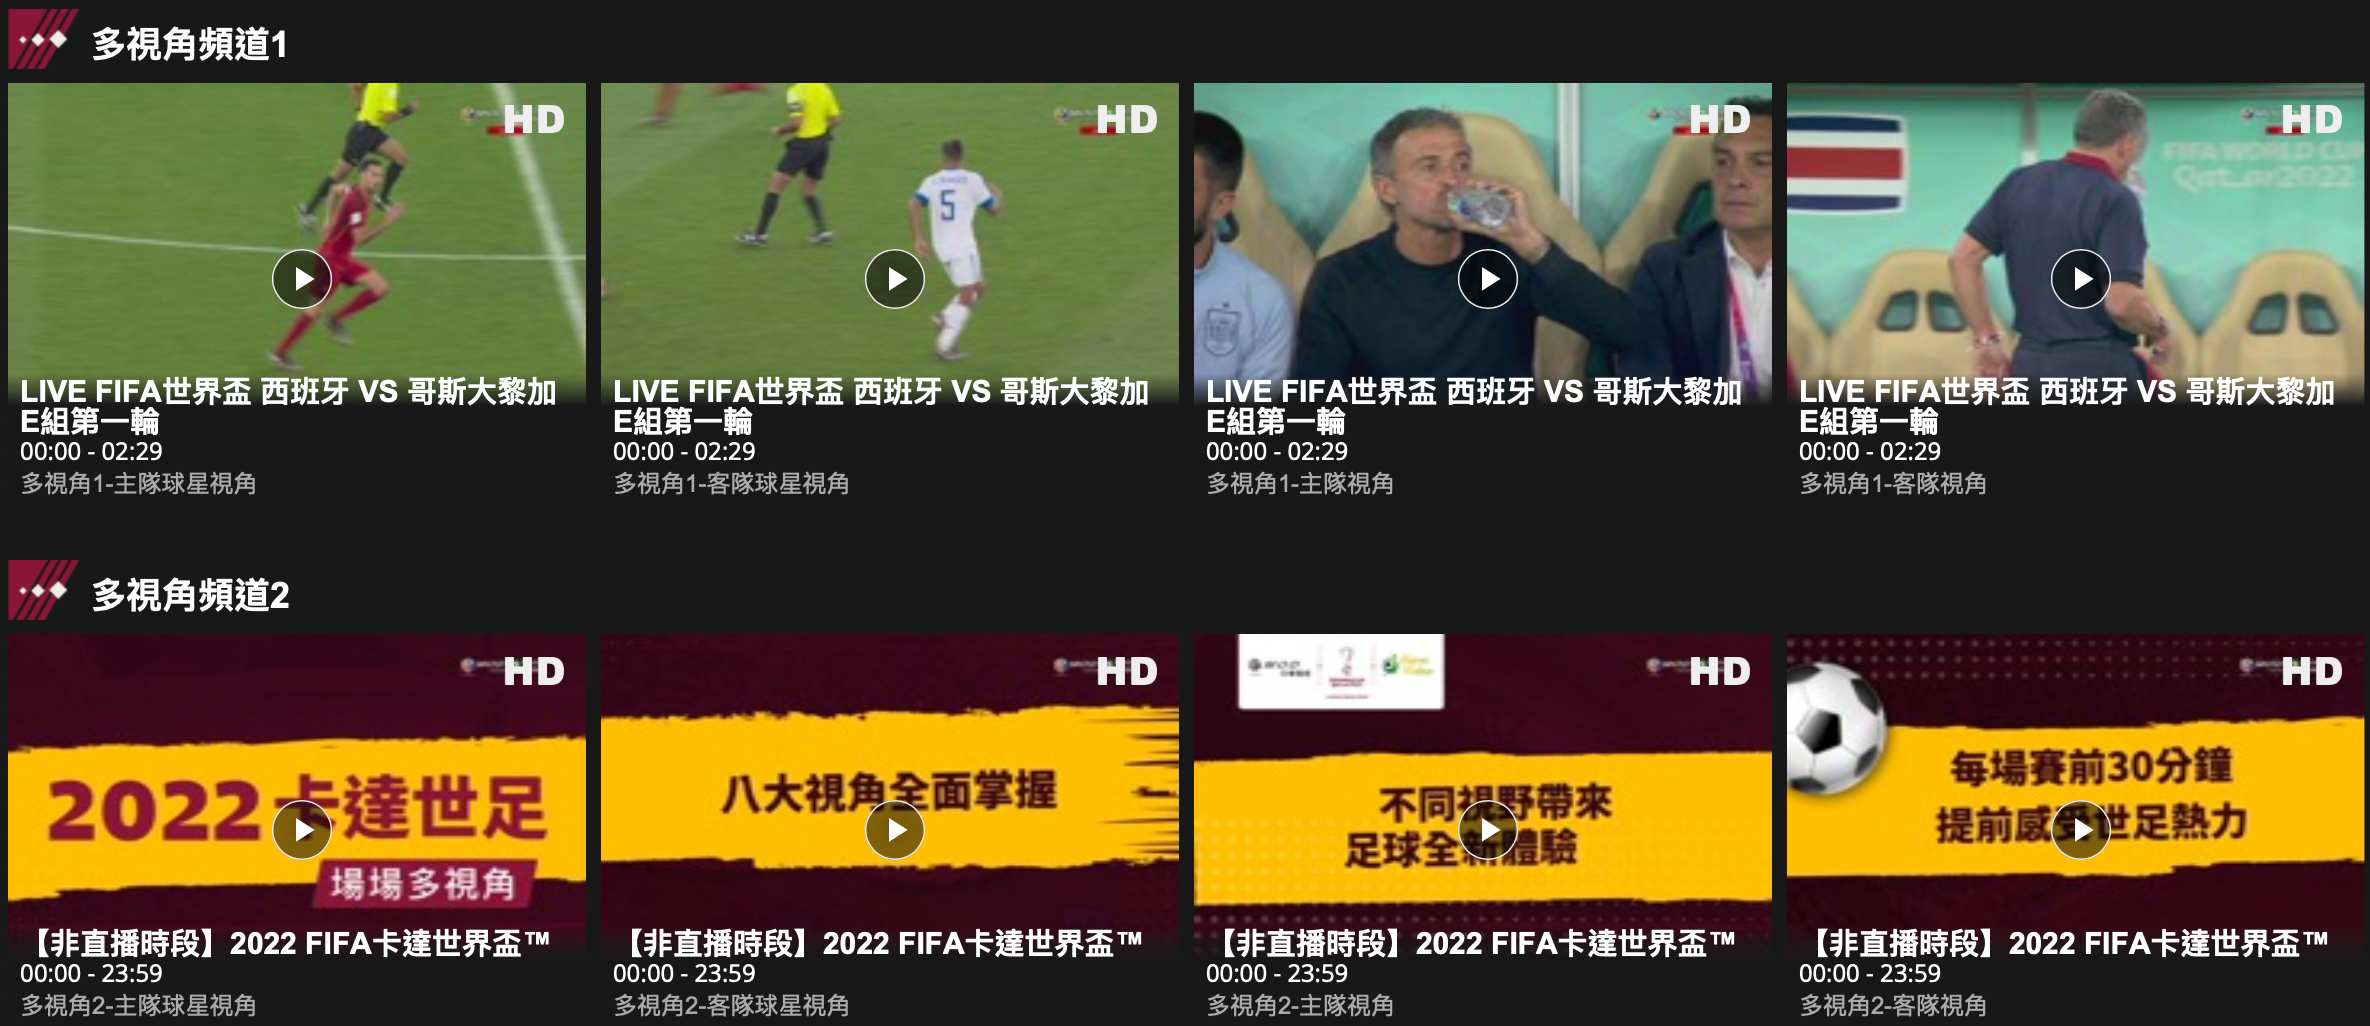 多視角頻道1
HD
LIVE FIFA世界盃 西班牙 VS 哥斯大黎加
E組第一輪
00:00 - 02:29
多視角1-主隊球星視角
HD
5
LIVE FIFA世界盃 西班牙 VS 哥斯大黎加
E組第一輪
00:00 - 02:29
多視角1-客隊球星視角
HD
LIVE FIFA世界盃 西班牙 VS 哥斯大黎加
E組第一輪
00:00 - 02:29
多視角1-主隊視角
HD
FIFA WORLD CUP
Qatar2022
LIVE FIFA世界盃 西班牙 VS 哥斯大黎加
E組第一輪
00:00 - 02:29
多視角1-客隊視角
多視角頻道2
HD
2022卡達世足
場場多視角
【非直播時段】2022 FIFA卡達世界盃™
00:00 - 23:59
多視角2-主隊球星視角
HD
八大視角全面掌握
【非直播時段】2022 FIFA卡達世界盃™
00:00 - 23:59
多視角2-客隊球星視角
HD
不同視野帶來
足球全新體驗
【非直播時段】2022 FIFA卡達世界盃™
00:00 - 23:59
多視角2-主隊視角
HD
每場賽前30分鐘
提前感受世足熱力
【非直播時段】2022 FIFA卡達世界盃™
00:00 - 23:59
多視角2-客隊視角